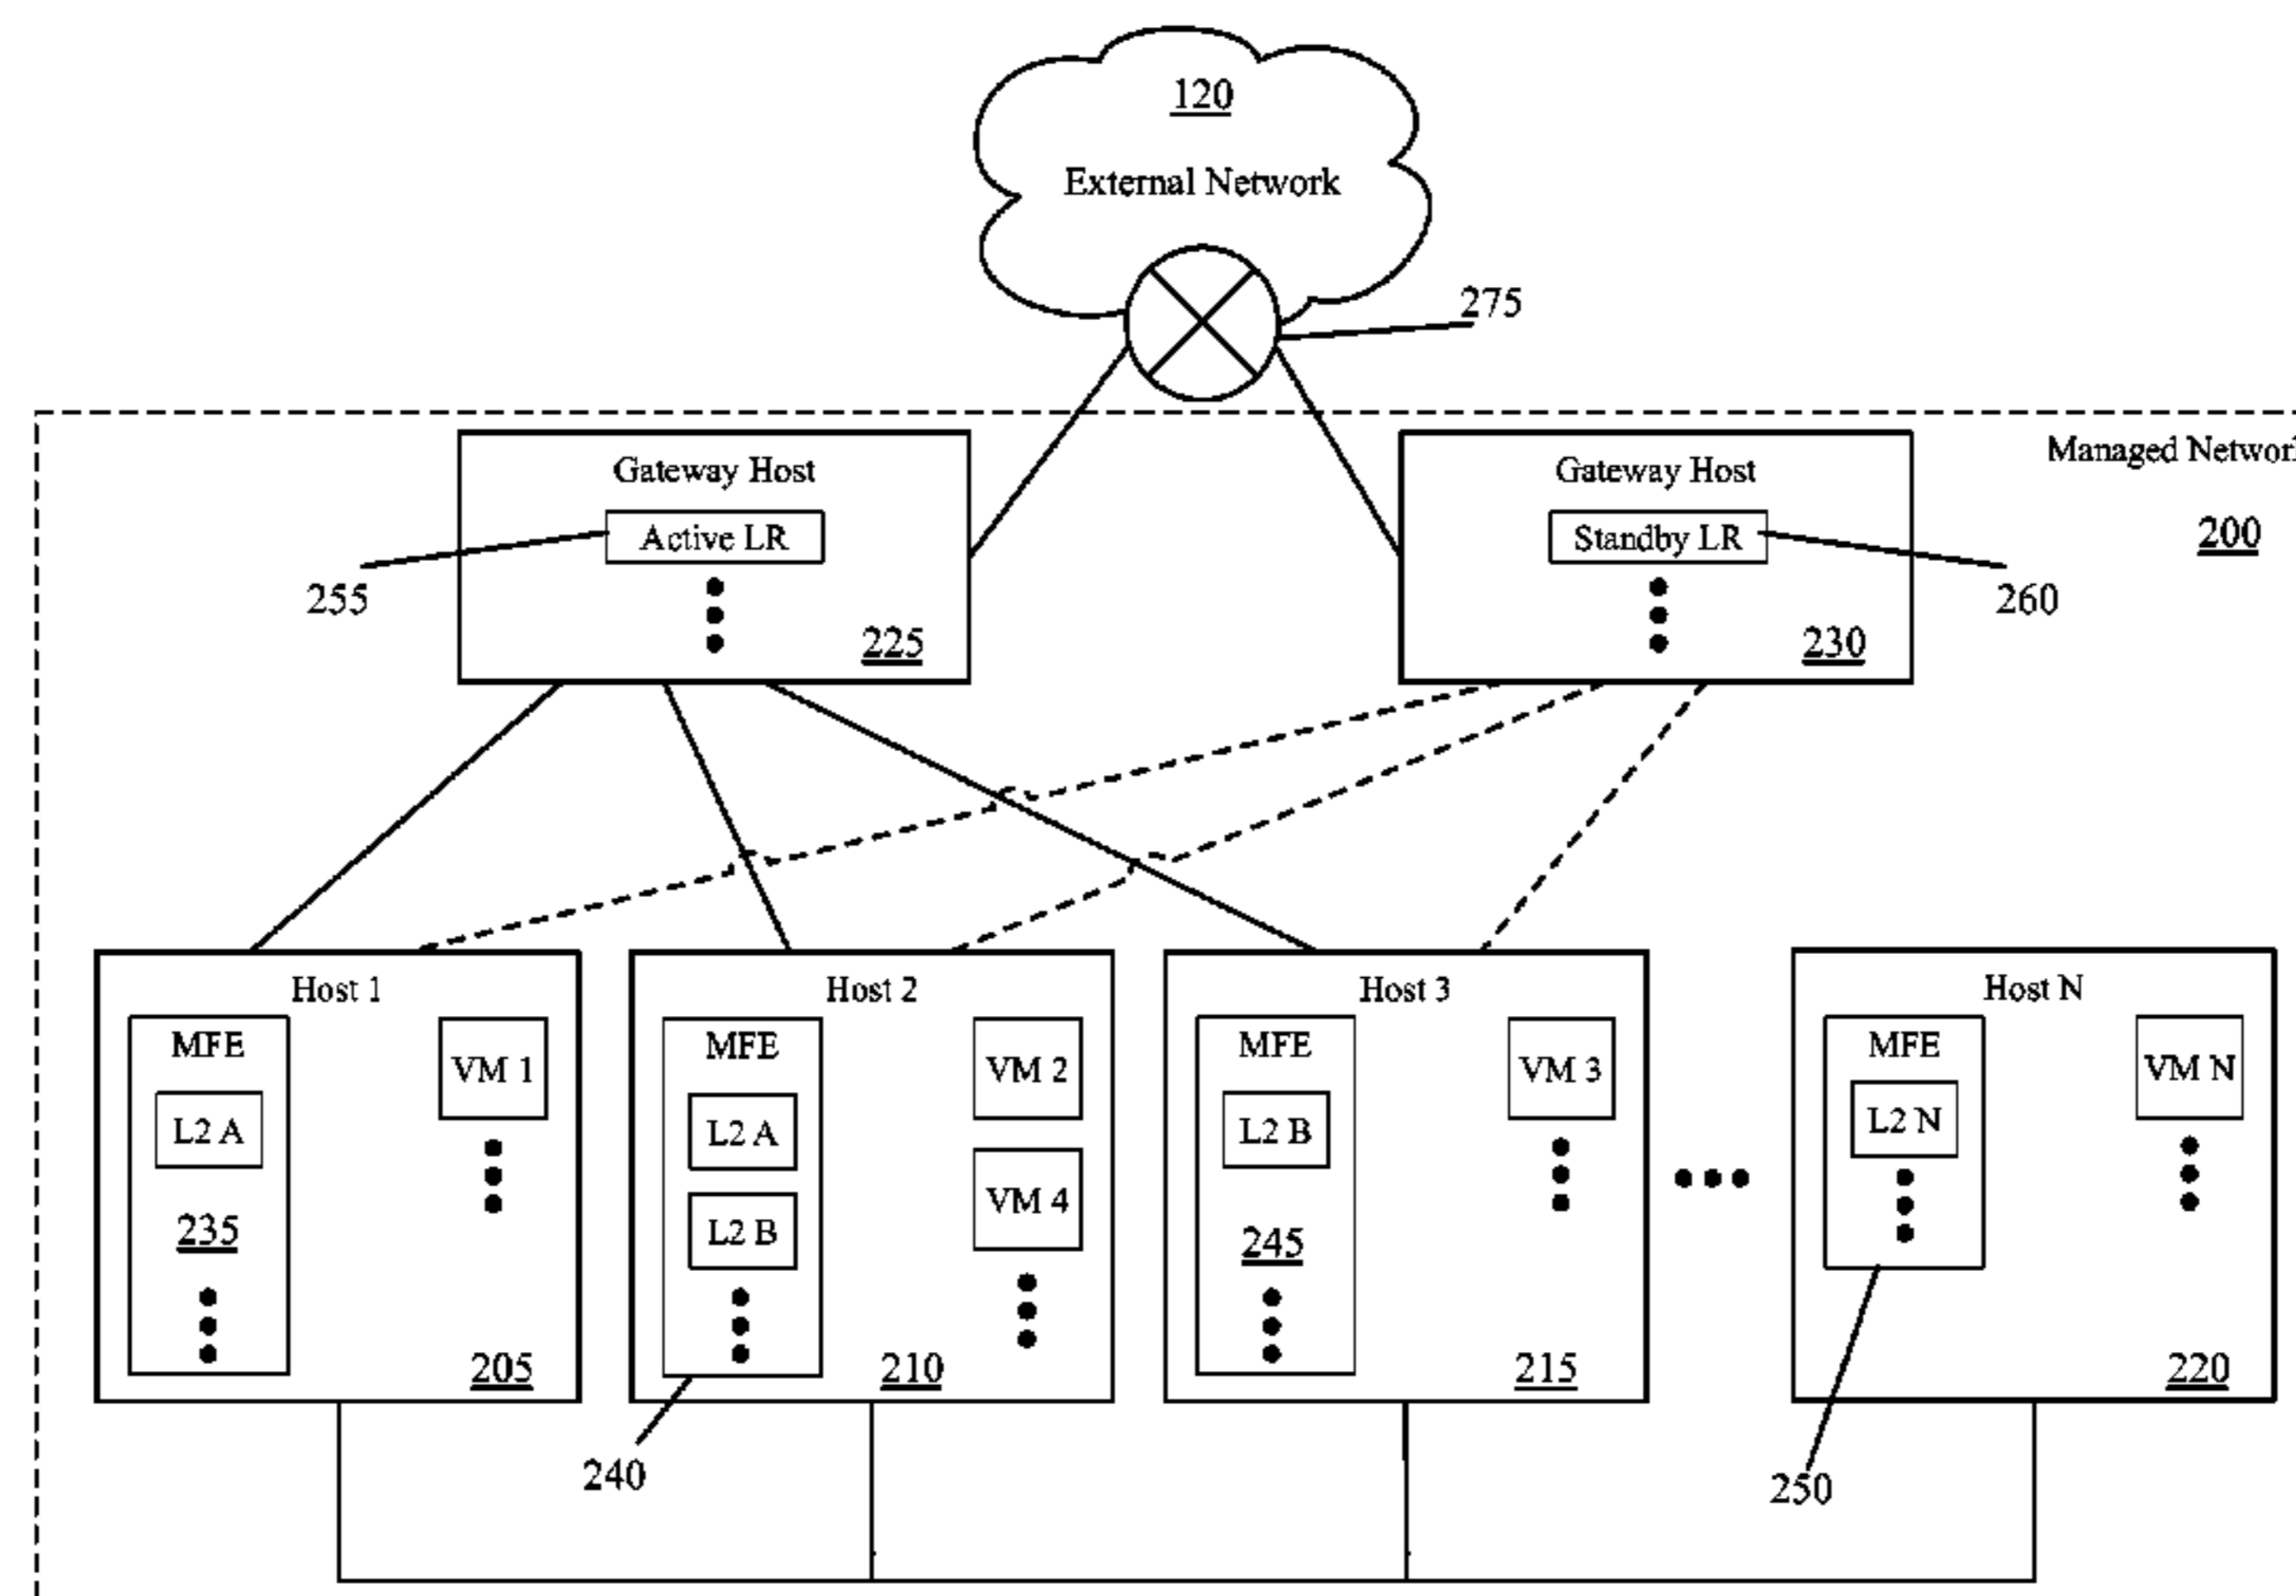 120
External Network
275
Managed Network
200
Gateway Host
Active LR
255
225
Gateway Host
Standby LR
260
230
Host 1
MFE
L2 A
235
VM 1
205
Host 2
MFE
L2 A
L2 B
VM 2
VM 4
210
240
Host 3
MFE
L2 B
245
VM 3
215
Host N
MFE
L2 N
VM N
220
250